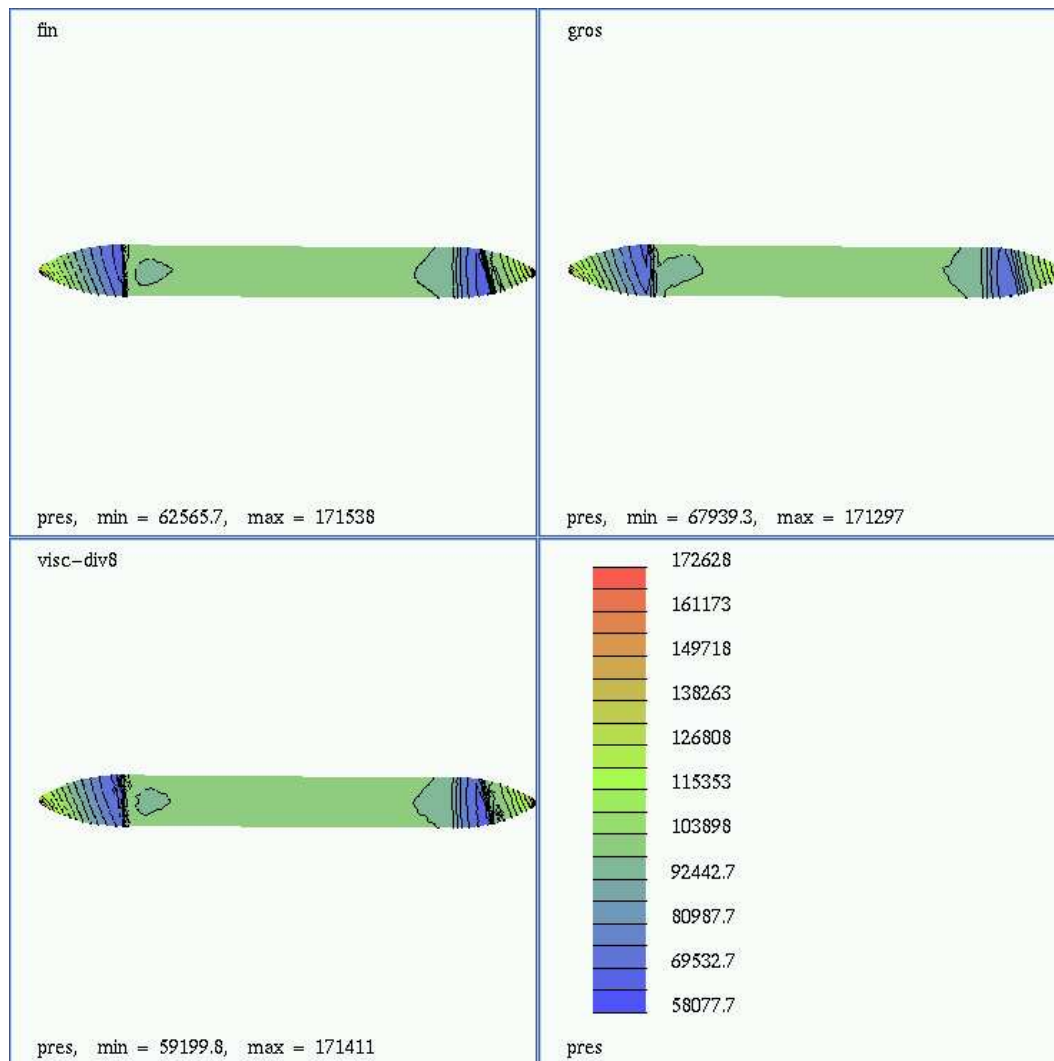 fin
pres, min = 62565.7, max = 171538
gros
pres, min = 67939.3, max = 171297
visc-div8
pres, min = 59199.8, max = 171411
172628
161173
149718
138263
126808
115353
103898
92442.7
80987.7
69532.7
58077.7
pres